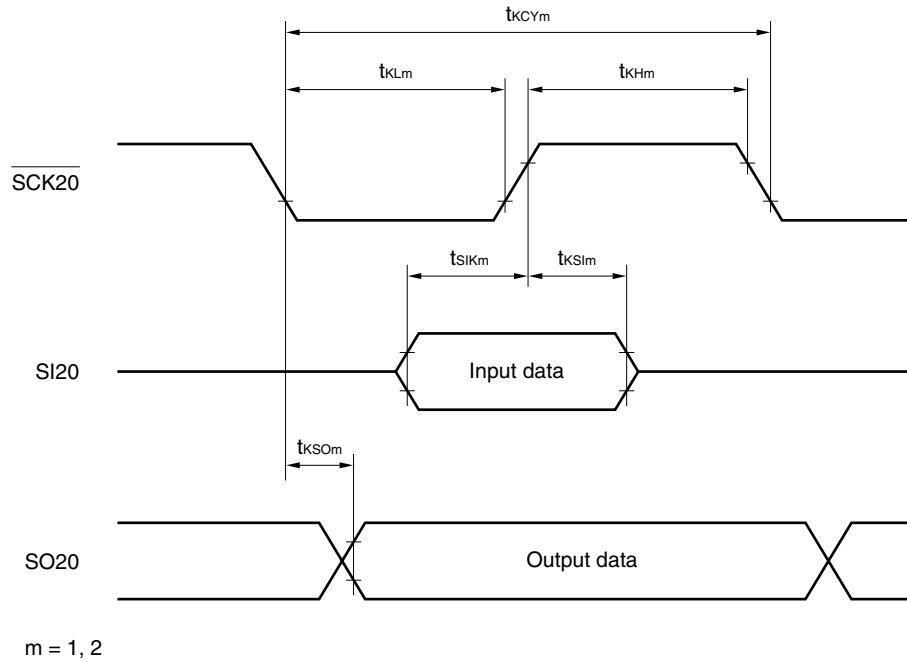 tKCYm
tKLm
tKHm
SCK20
tSIKm
tKSIm
SI20
Input data
tKSOm
SO20
Output data
m = 1, 2